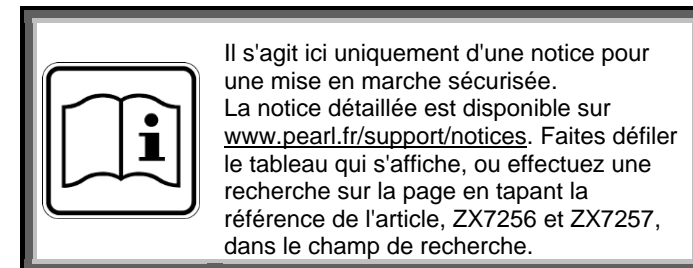 Il s'agit ici uniquement d'une notice pour
une mise en marche sécurisée.
La notice détaillée est disponible sur
www.pearl.fr/support/notices. Faites défiler
le tableau qui s'affiche, ou effectuez une
recherche sur la page en tapant la
référence de l'article, ZX7256 et ZX7257,
dans le champ de recherche.